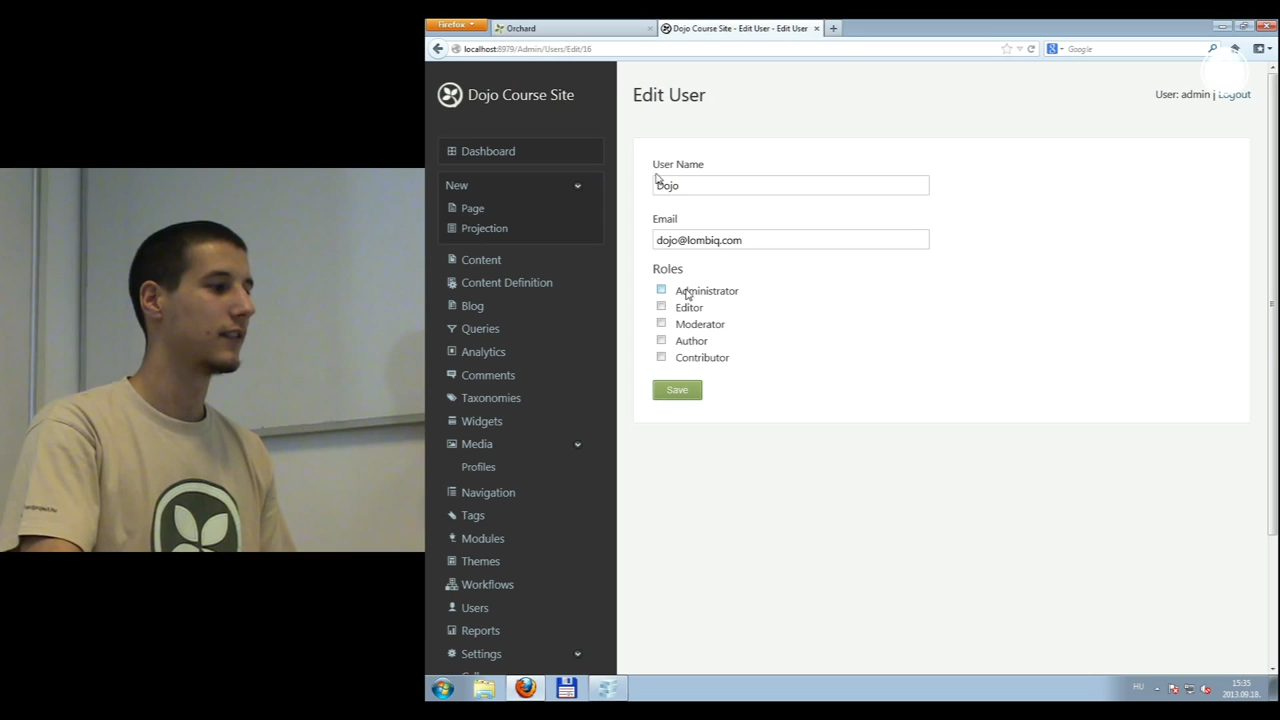 Firefox
Orchard
Dojo Course Site - Edit User - Edit User
localhost:8979/Admin/Users/Edit/16
Google
Dojo Course Site
Edit User
User: admin | Logout
Dashboard
New
Page
Projection
Content
Content Definition
Blog
Queries
Analytics
Comments
Taxonomies
Widgets
Media
Profiles
Navigation
Tags
Modules
Themes
Workflows
Users
Reports
Settings
User Name
Dojo
Email
dojo@lombiq.com
Roles
Administrator
Editor
Moderator
Author
Contributor
Save
HU
15:35
2013.09.18.